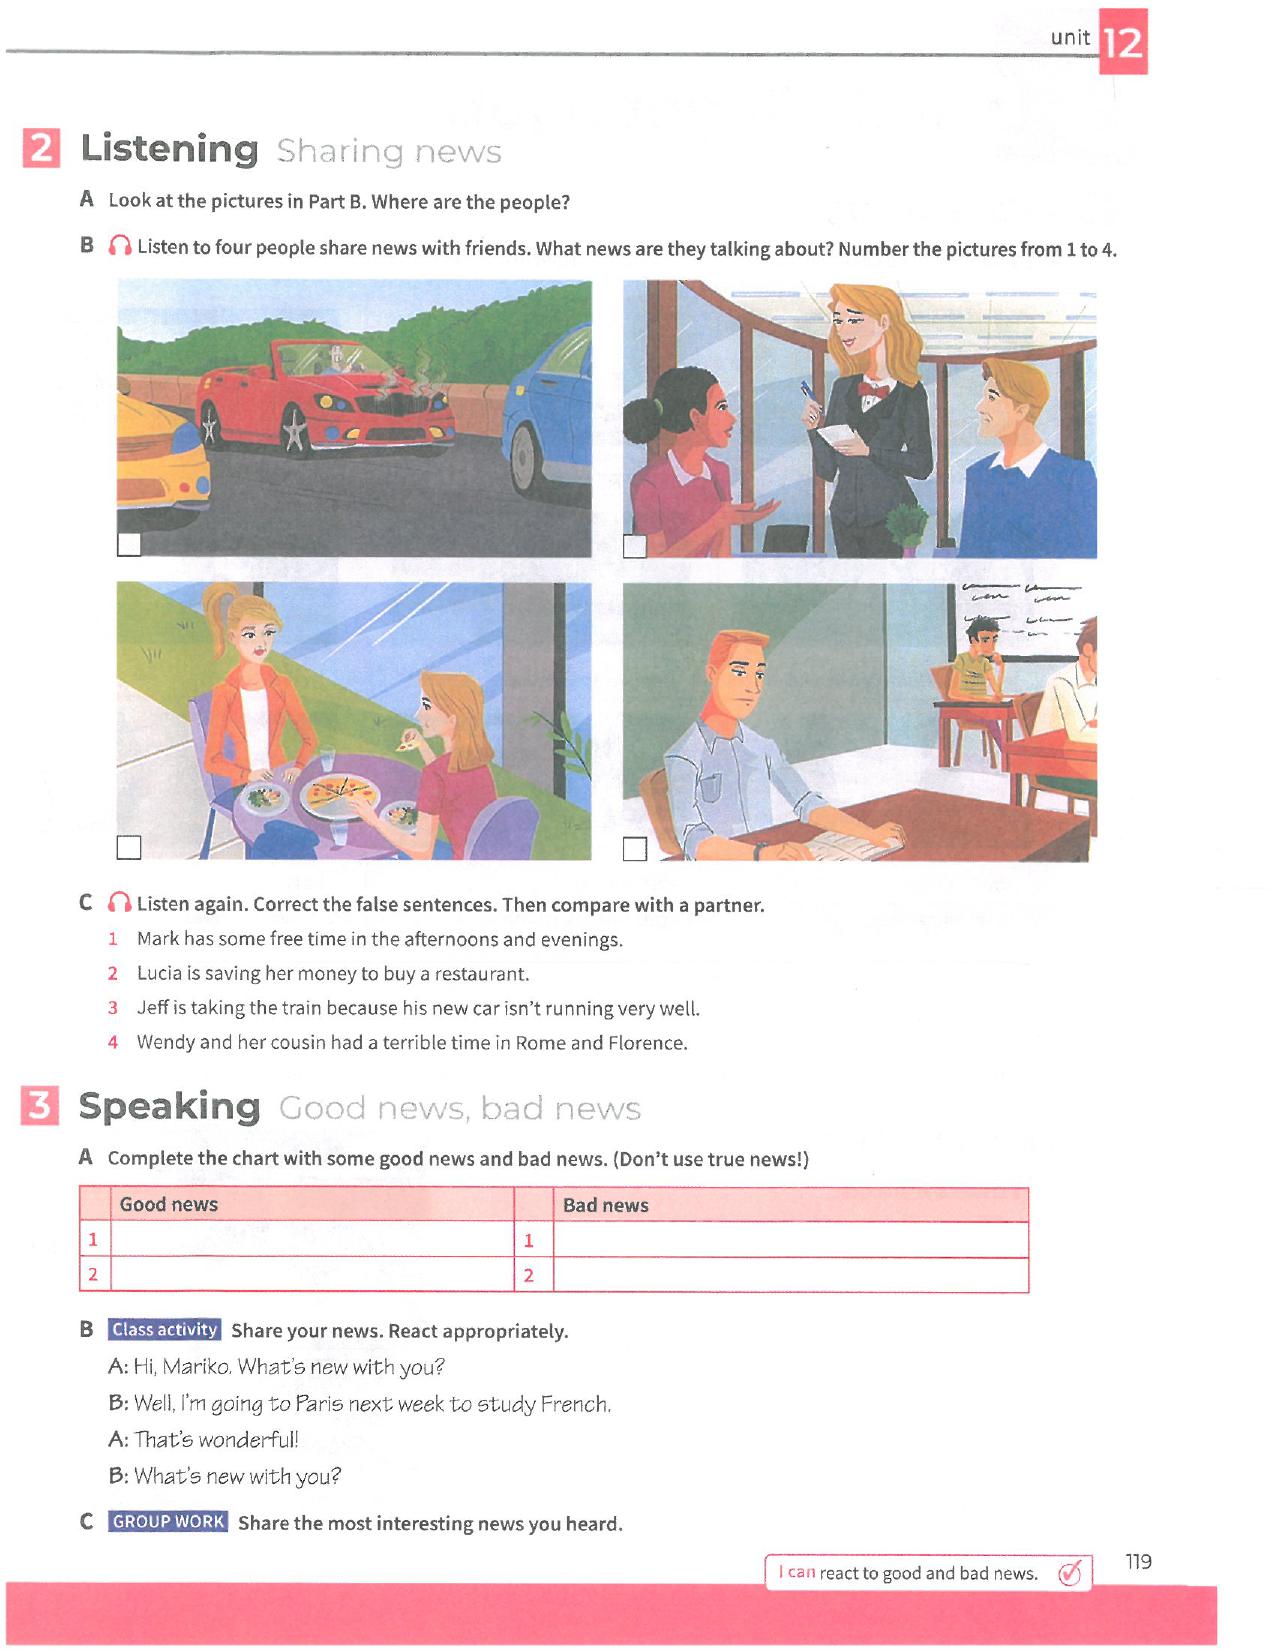 unit 12
2 Listening Sharing news
A Look at the pictures in Part B. Where are the people?
B Listen to four people share news with friends. What news are they talking about? Number the pictures from 1 to 4.
C Listen again. Correct the false sentences. Then compare with a partner.
1 Mark has some free time in the afternoons and evenings.
2 Lucia is saving her money to buy a restaurant.
3 Jeff is taking the train because his new car isn't running very well.
4 Wendy and her cousin had a terrible time in Rome and Florence.
3 Speaking Good news, bad news
A Complete the chart with some good news and bad news. (Don't use true news!)
Good news Bad news
1 1
2 2
B Class activity Share your news. React appropriately.
A: Hi, Mariko. What's new with you?
B: Well, I'm going to Paris next week to study French.
A: That's wonderful!
B: What's new with you?
C GROUP WORK Share the most interesting news you heard.
I can react to good and bad news.
119